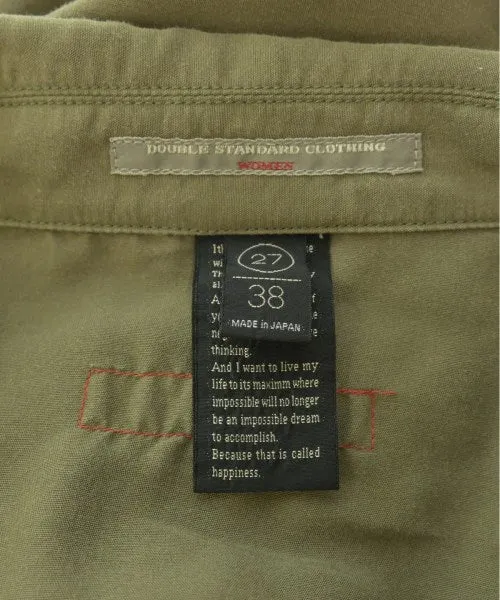 DOUBLE STANDARD CLOTHING
WOMEN
27
38
MADE in JAPAN
thinking.
And I want to live my
life to its maximm where
impossible will no longer
be an impossible dream
to accomplish.
Because that is called
happiness.